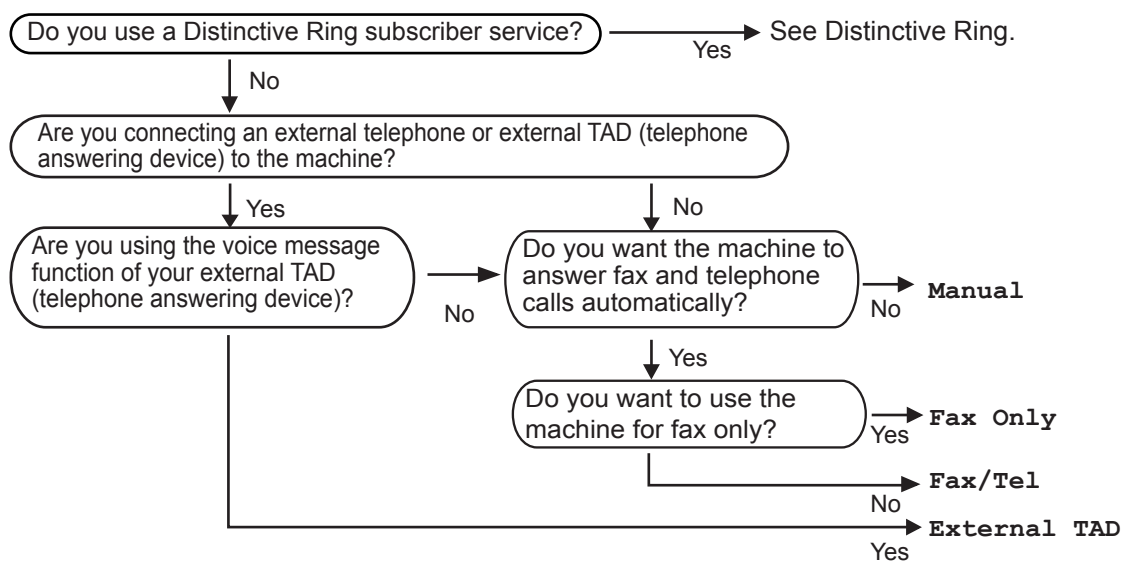 Do you use a Distinctive Ring subscriber service?
Yes
See Distinctive Ring.
No
Are you connecting an external telephone or external TAD (telephone
answering device) to the machine?
Yes
No
Are you using the voice message
function of your external TAD
(telephone answering device)?
No
Do you want the machine to
answer fax and telephone
calls automatically?
No
Manual
Yes
Do you want to use the
machine for fax only?
Yes
Fax Only
No
Fax/Tel
Yes
External TAD